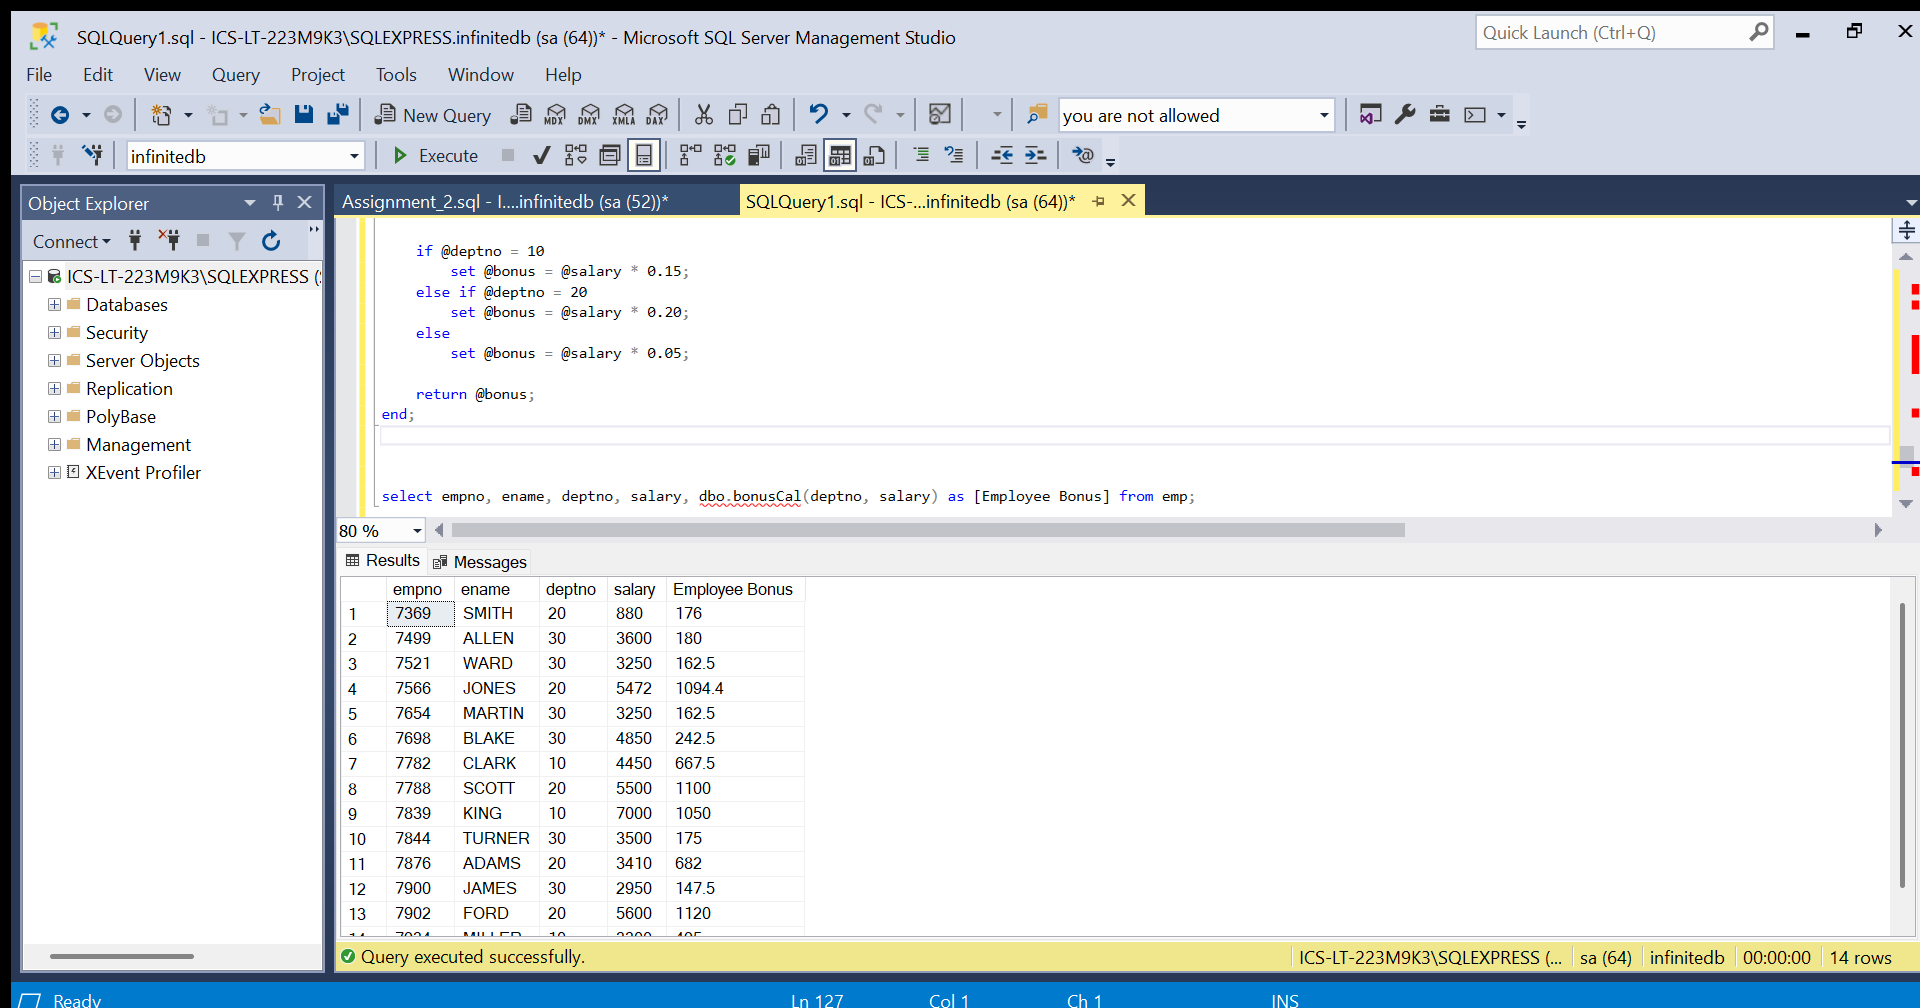 SQLQuery1.sql - ICS-LT-223M9K3\SQLEXPRESS.infinitedb (sa (64))* - Microsoft SQL Server Management Studio
Quick Launch (Ctrl+Q)
File Edit View Query Project Tools Window Help
New Query MDX DMX XMLA DAX you are not allowed
infinitedb Execute
Object Explorer
Assignment_2.sql - I....infinitedb (sa (52))* SQLQuery1.sql - ICS-...infinitedb (sa (64))*
Connect
ICS-LT-223M9K3\SQLEXPRESS (
Databases
Security
Server Objects
Replication
PolyBase
Management
XEvent Profiler
if @deptno = 10
set @bonus = @salary * 0.15;
else if @deptno = 20
set @bonus = @salary * 0.20;
else
set @bonus = @salary * 0.05;
return @bonus;
end;
select empno, ename, deptno, salary, dbo.bonusCal(deptno, salary) as [Employee Bonus] from emp;
80 %
Results Messages
empno ename deptno salary Employee Bonus
1 7369 SMITH 20 880 176
2 7499 ALLEN 30 3600 180
3 7521 WARD 30 3250 162.5
4 7566 JONES 20 5472 1094.4
5 7654 MARTIN 30 3250 162.5
6 7698 BLAKE 30 4850 242.5
7 7782 CLARK 10 4450 667.5
8 7788 SCOTT 20 5500 1100
9 7839 KING 10 7000 1050
10 7844 TURNER 30 3500 175
11 7876 ADAMS 20 3410 682
12 7900 JAMES 30 2950 147.5
13 7902 FORD 20 5600 1120
Query executed successfully. ICS-LT-223M9K3\SQLEXPRESS (... sa (64) infinitedb 00:00:00 14 rows
Ready Ln 127 Col 1 Ch 1 INS